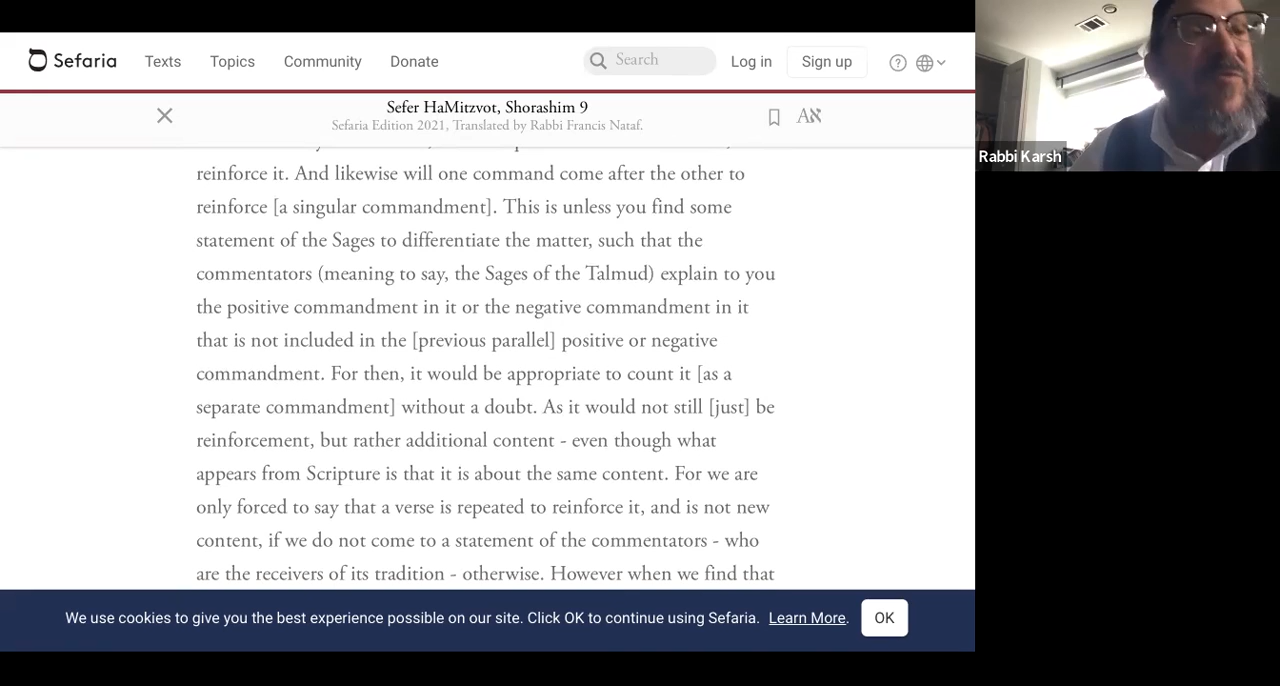 Sefaria Texts Topics Community Donate Search Log in Sign up
Sefer HaMitzvot, Shorashim 9
Sefaria Edition 2021, Translated by Rabbi Francis Nataf.
Aא
Rabbi Karsh
reinforce it. And likewise will one command come after the other to
reinforce [a singular commandment]. This is unless you find some
statement of the Sages to differentiate the matter, such that the
commentators (meaning to say, the Sages of the Talmud) explain to you
the positive commandment in it or the negative commandment in it
that is not included in the [previous parallel] positive or negative
commandment. For then, it would be appropriate to count it [as a
separate commandment] without a doubt. As it would not still [just] be
reinforcement, but rather additional content - even though what
appears from Scripture is that it is about the same content. For we are
only forced to say that a verse is repeated to reinforce it, and is not new
content, if we do not come to a statement of the commentators - who
are the receivers of its tradition - otherwise. However when we find that
We use cookies to give you the best experience possible on our site. Click OK to continue using Sefaria. Learn More. OK